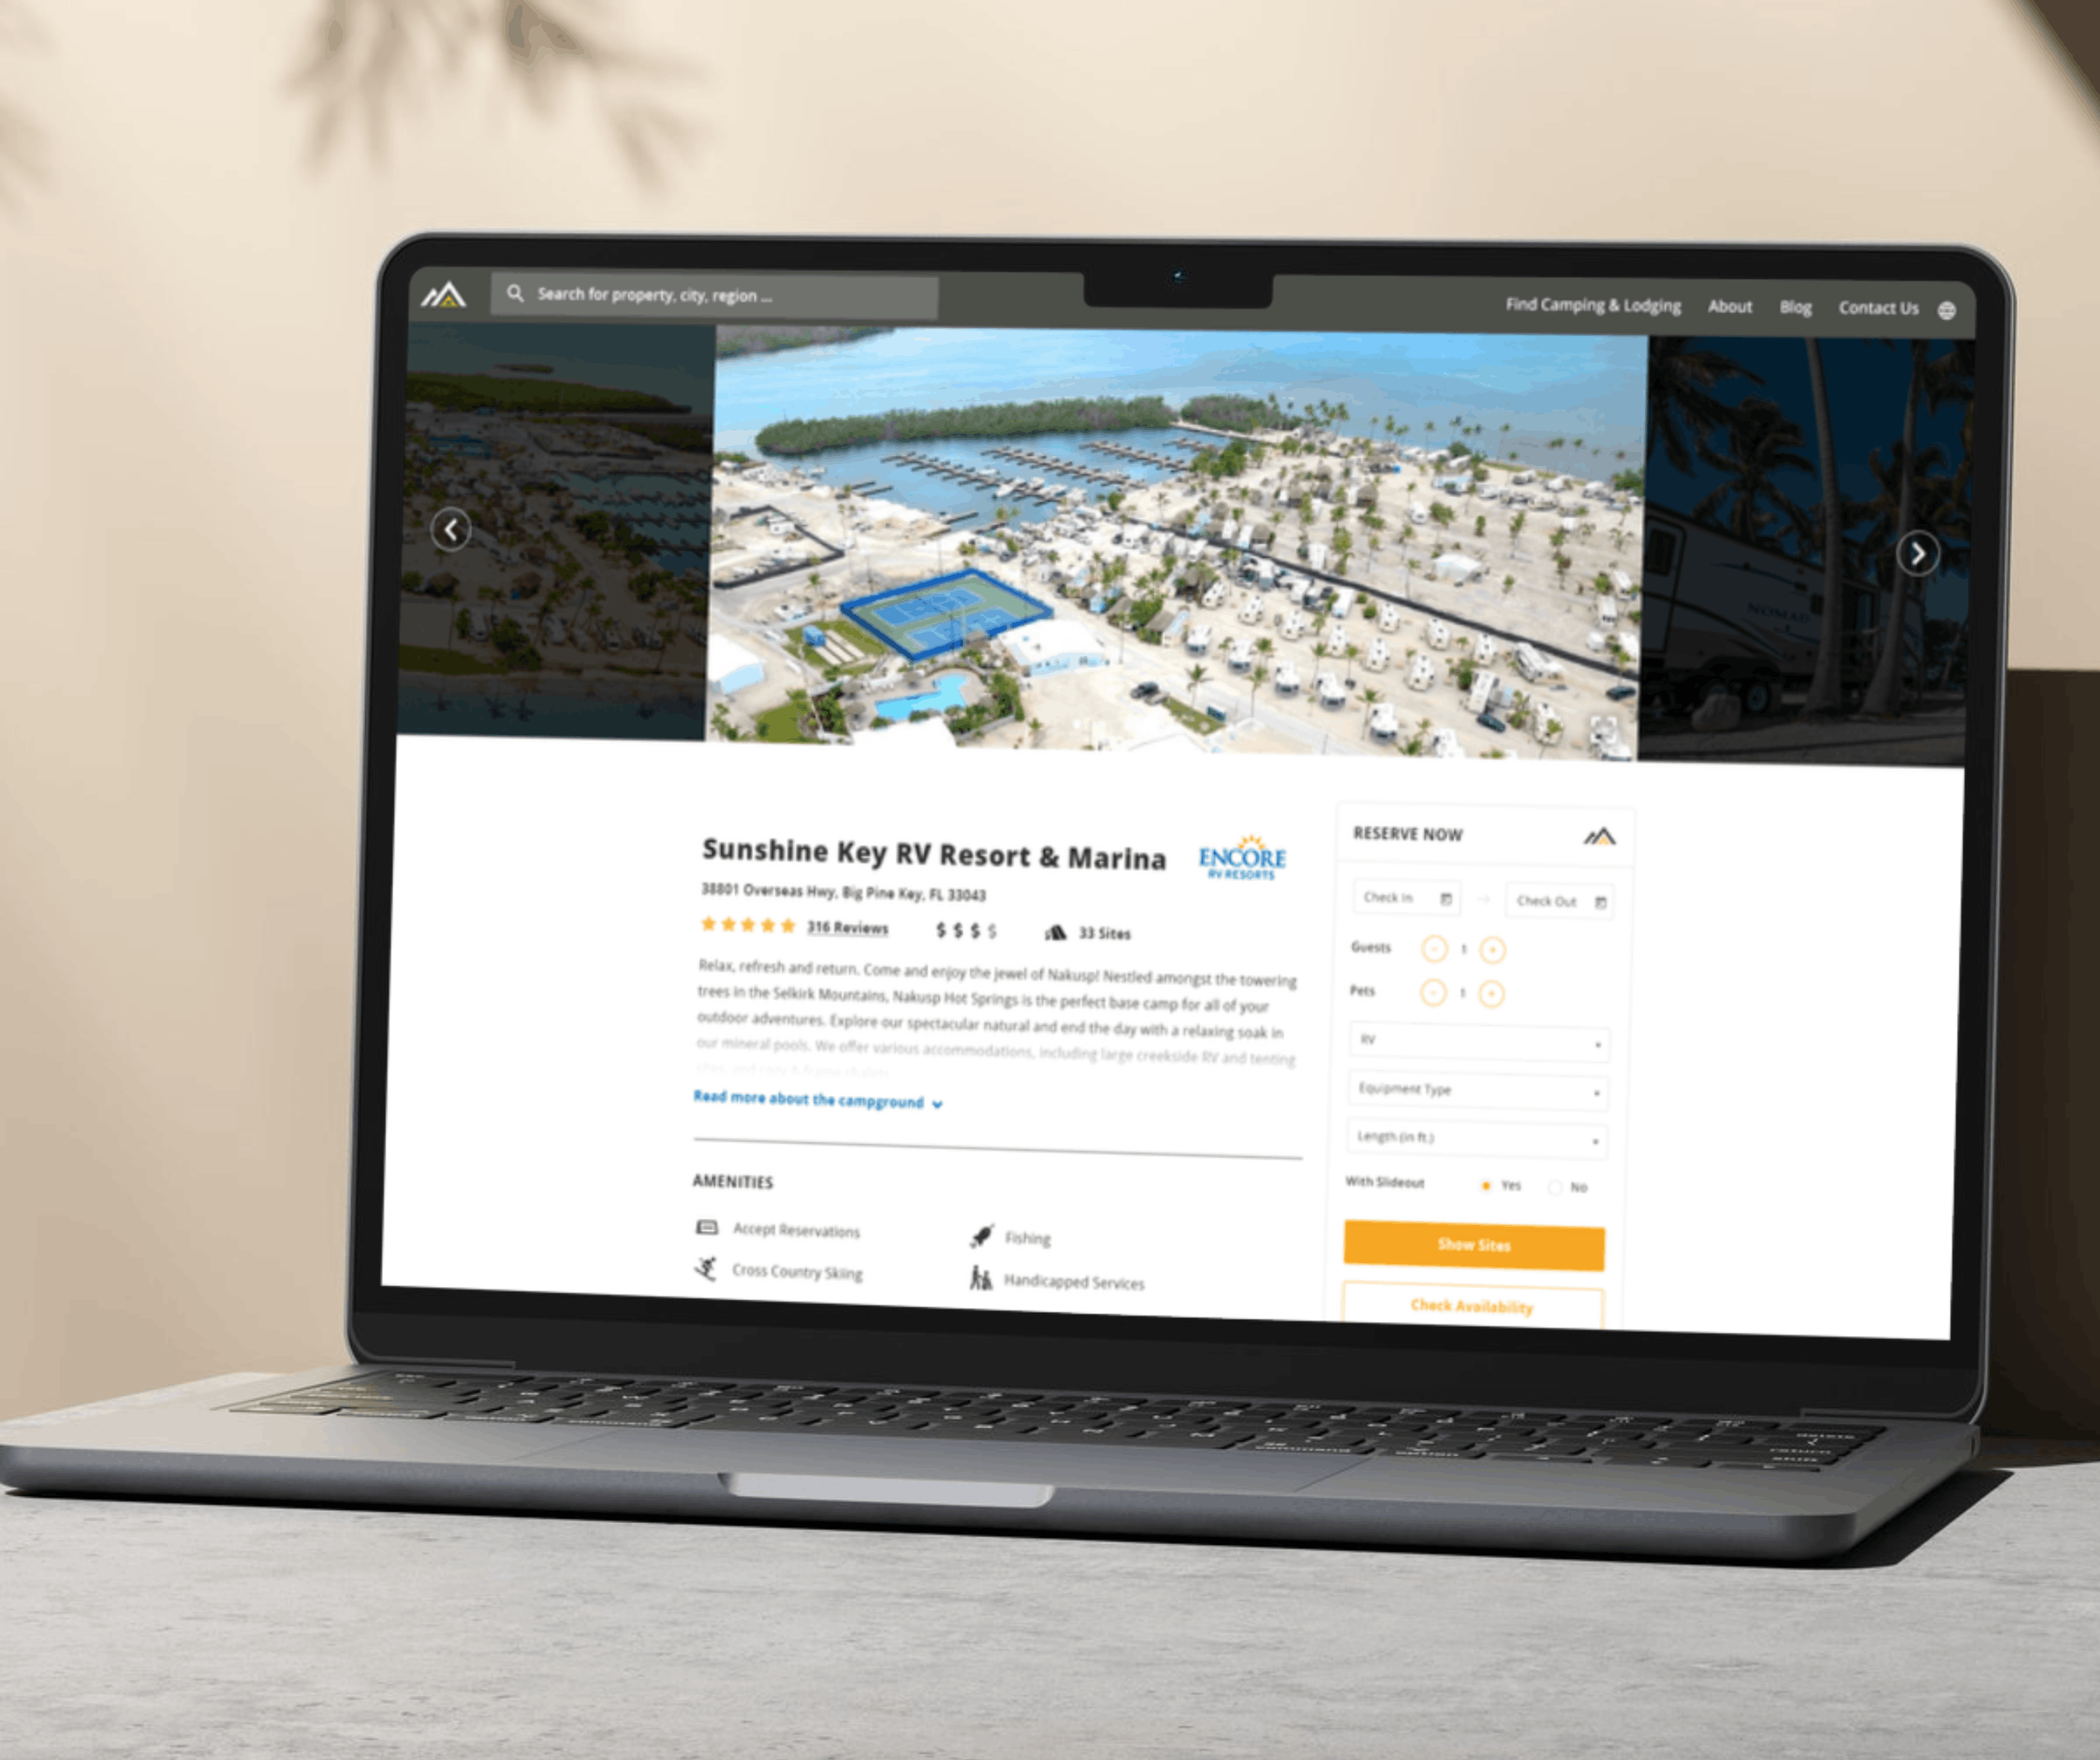 Search for property, city, region ...
Find Camping & Lodging
About
Blog
Contact Us
NOMAD
Sunshine Key RV Resort & Marina
ENCORE
RV RESORTS
38801 Overseas Hwy, Big Pine Key, FL 33043
316 Reviews
$ $ $ $
33 Sites
Relax, refresh and return. Come and enjoy the jewel of Nakusp! Nestled amongst the towering
trees in the Selkirk Mountains, Nakusp Hot Springs is the perfect base camp for all of your
outdoor adventures. Explore our spectacular natural and end the day with a relaxing soak in
our mineral pools. We offer various accommodations, including large creekside RV and tenting
sites, and cozy A-frame chalets
Read more about the campground
AMENITIES
Accept Reservations
Fishing
Cross Country Skiing
Handicapped Services
RESERVE NOW
Check In
Check Out
Guests
1
Pets
1
RV
Equipment Type
Length (in ft.)
With Slideout
Yes
No
Show Sites
Check Availability